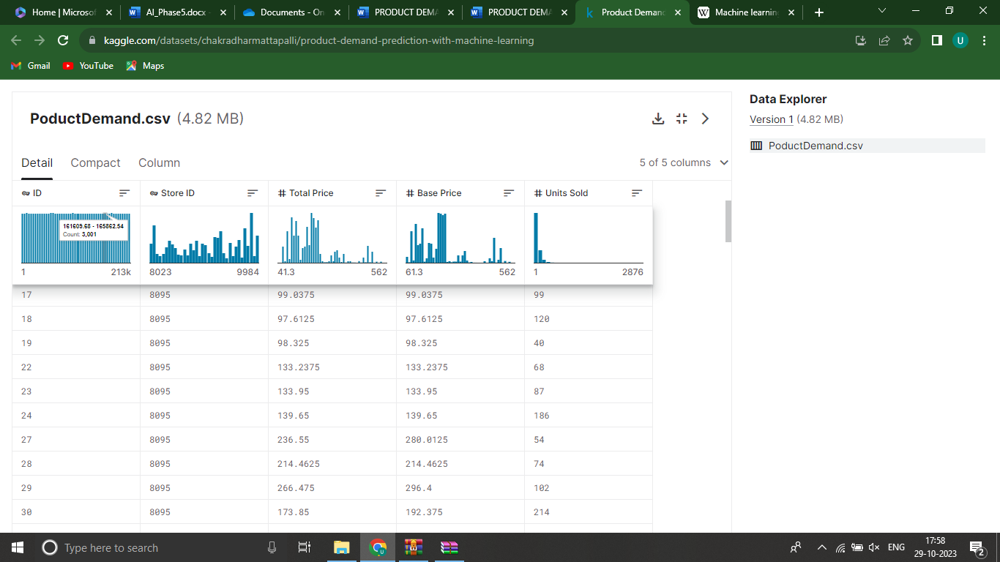 Home | Microsof
AI_Phase5.docx -
Documents - On
PRODUCT DEMA
PRODUCT DEMA
Product Demand
Machine learning
kaggle.com/datasets/chakradharmattapalli/product-demand-prediction-with-machine-learning
U
Gmail
YouTube
Maps
PoductDemand.csv (4.82 MB)
Detail Compact Column
5 of 5 columns
ID Store ID # Total Price # Base Price # Units Sold
161609.68 - 165862.54
Count: 3,001
1 213k 8023 9984 41.3 562 61.3 562 1 2876
17 8095 99.0375 99.0375 99
18 8095 97.6125 97.6125 120
19 8095 98.325 98.325 40
22 8095 133.2375 133.2375 68
23 8095 133.95 133.95 87
24 8095 139.65 139.65 186
27 8095 236.55 280.0125 54
28 8095 214.4625 214.4625 74
29 8095 266.475 296.4 102
30 8095 173.85 192.375 214
Data Explorer
Version 1 (4.82 MB)
PoductDemand.csv
Type here to search
ENG
17:58
29-10-2023
2